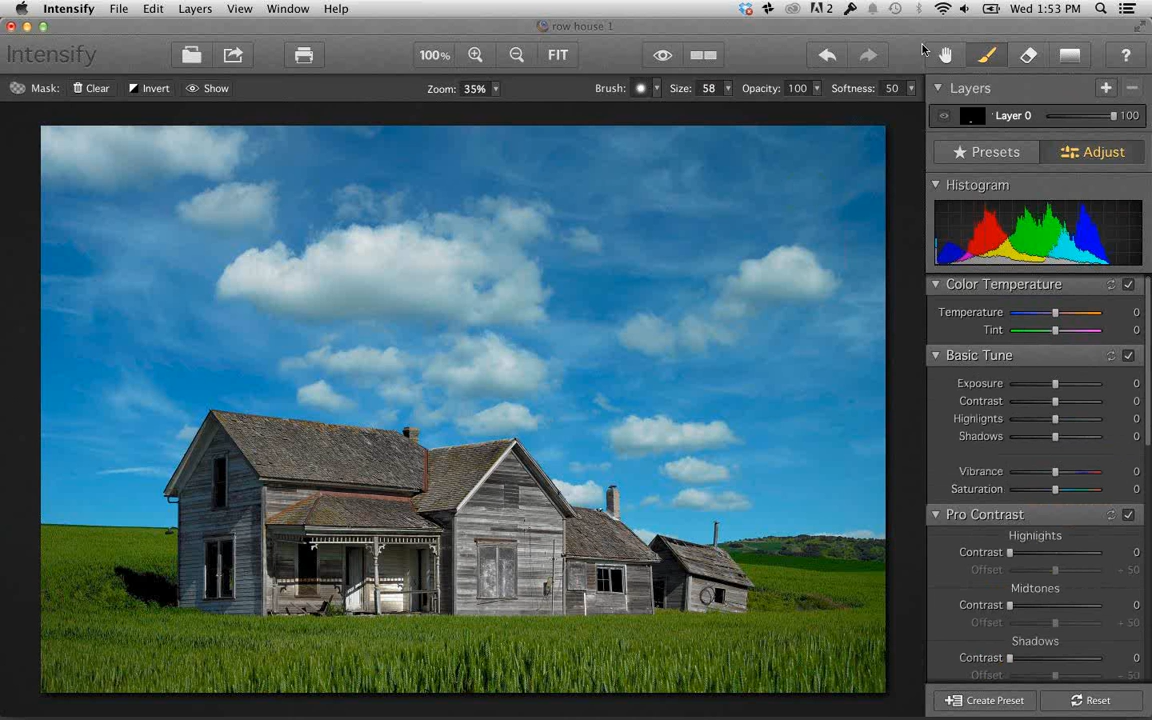 Intensify File Edit Layers View Window Help 2 Wed 1:53 PM
row house 1
Intensify 100% FIT ?
Mask: Clear Invert Show Zoom: 35% Brush: Size: 58 Opacity: 100 Softness: 50
Layers
Layer 0 100
Presets Adjust
Histogram
Color Temperature
Temperature 0
Tint 0
Basic Tune
Exposure 0
Contrast 0
Highlights 0
Shadows 0
Vibrance 0
Saturation 0
Pro Contrast
Highlights
Contrast 0
Offset + 50
Midtones
Contrast 0
Offset + 50
Shadows
Contrast 0
Offset + 50
Create Preset Reset